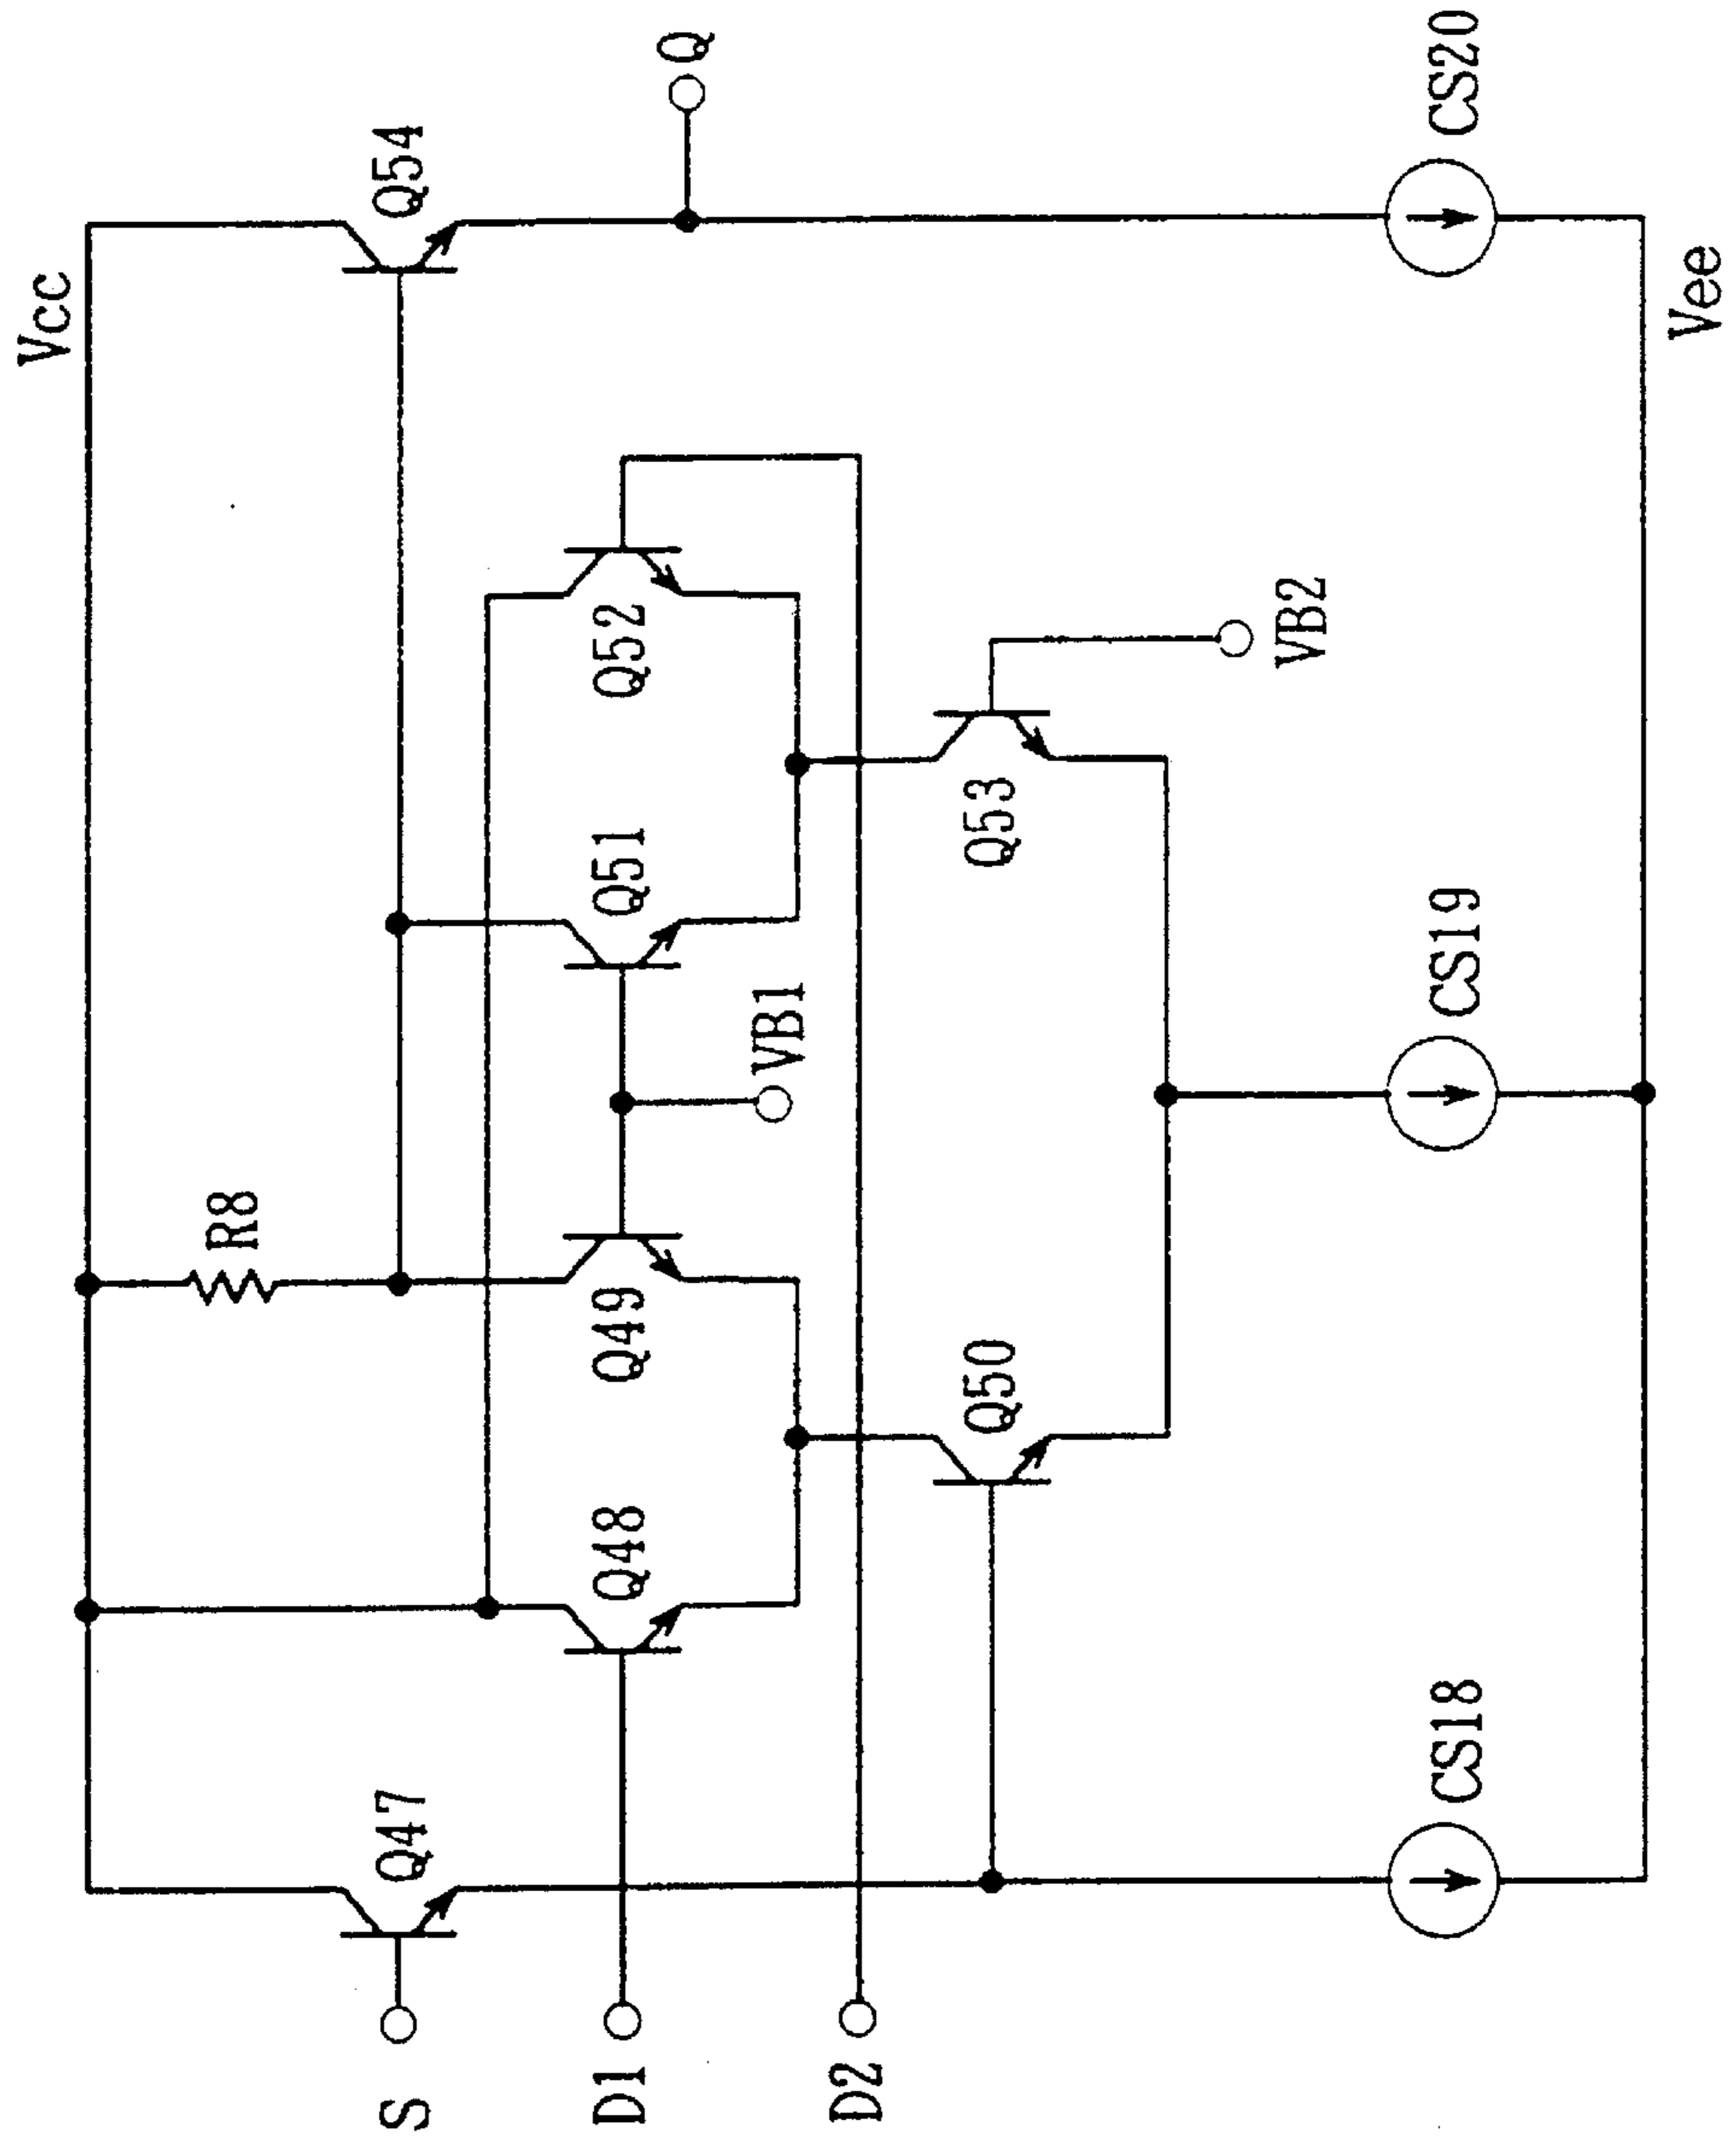 Vcc
R8
Q47
Q54
S
Q
Q48
Q49
Q51
Q52
D1
VB1
D2
Q50
Q53
VB2
CS18
CS19
CS20
Vee